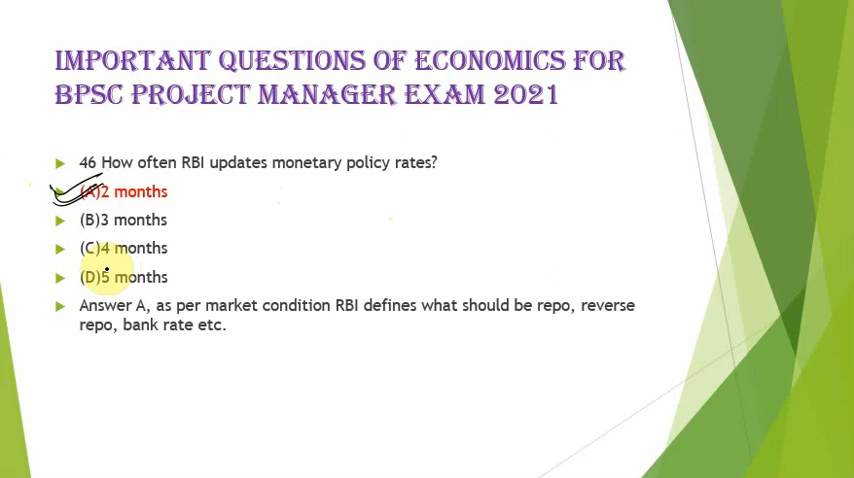 IMPORTANT QUESTIONS OF ECONOMICS FOR
BPSC PROJECT MANAGER EXAM 2021
46 How often RBI updates monetary policy rates?
(A)2 months
(B)3 months
(C)4 months
(D)5 months
Answer A, as per market condition RBI defines what should be repo, reverse
repo, bank rate etc.